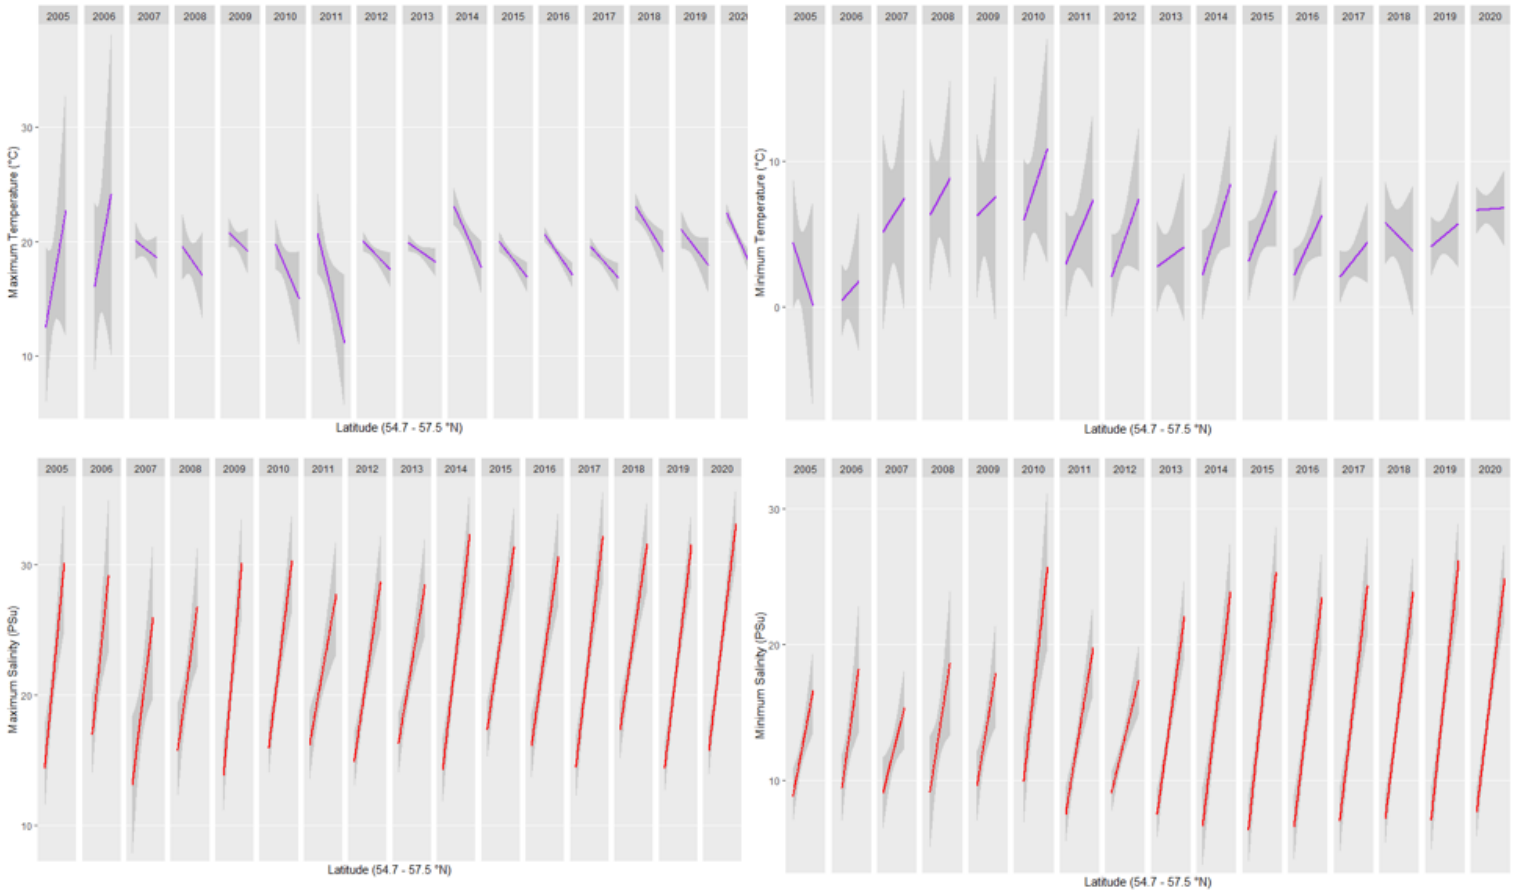 2005 2006 2007 2008 2009 2010 2011 2012 2013 2014 2015 2016 2017 2018 2019 2020
30
20
10
Maximum Temperature (°C)
Latitude (54.7 - 57.5 °N)
2005 2006 2007 2008 2009 2010 2011 2012 2013 2014 2015 2016 2017 2018 2019 2020
10
0
Minimum Temperature (°C)
Latitude (54.7 - 57.5 °N)
2005 2006 2007 2008 2009 2010 2011 2012 2013 2014 2015 2016 2017 2018 2019 2020
30
20
10
Maximum Salinity (PSu)
Latitude (54.7 - 57.5 °N)
2005 2006 2007 2008 2009 2010 2011 2012 2013 2014 2015 2016 2017 2018 2019 2020
30
20
10
Minimum Salinity (PSu)
Latitude (54.7 - 57.5 °N)